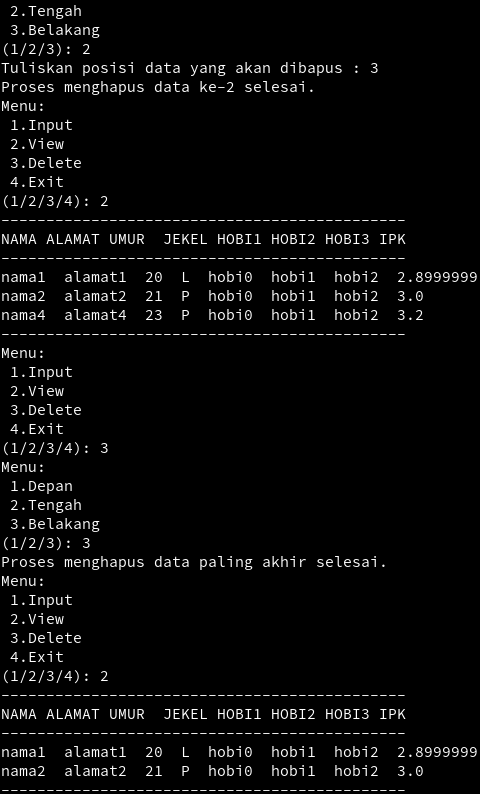 2.Tengah
3.Belakang
(1/2/3): 2
Tuliskan posisi data yang akan dibapus : 3
Proses menghapus data ke-2 selesai.
Menu:
1.Input
2.View
3.Delete
4.Exit
(1/2/3/4): 2
---------------------------------------------
NAMA ALAMAT UMUR  JEKEL HOBI1 HOBI2 HOBI3 IPK
---------------------------------------------
nama1  alamat1  20  L  hobi0  hobi1  hobi2  2.8999999
nama2  alamat2  21  P  hobi0  hobi1  hobi2  3.0
nama4  alamat4  23  P  hobi0  hobi1  hobi2  3.2
---------------------------------------------
Menu:
1.Input
2.View
3.Delete
4.Exit
(1/2/3/4): 3
Menu:
1.Depan
2.Tengah
3.Belakang
(1/2/3): 3
Proses menghapus data paling akhir selesai.
Menu:
1.Input
2.View
3.Delete
4.Exit
(1/2/3/4): 2
---------------------------------------------
NAMA ALAMAT UMUR  JEKEL HOBI1 HOBI2 HOBI3 IPK
---------------------------------------------
nama1  alamat1  20  L  hobi0  hobi1  hobi2  2.8999999
nama2  alamat2  21  P  hobi0  hobi1  hobi2  3.0
---------------------------------------------